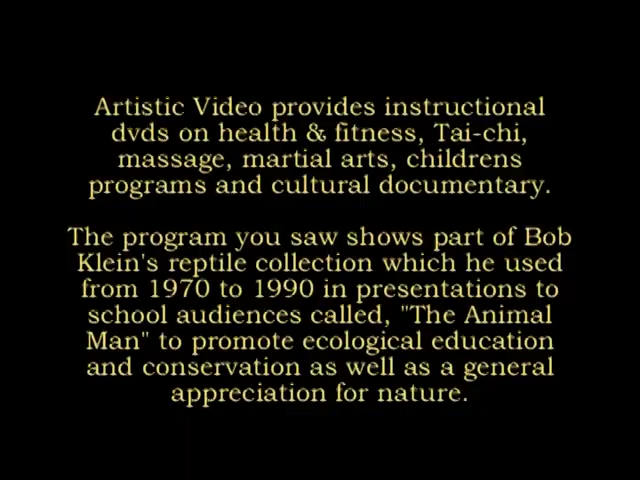 Artistic Video provides instructional
dvds on health & fitness, Tai-chi,
massage, martial arts, childrens
programs and cultural documentary.
The program you saw shows part of Bob
Klein's reptile collection which he used
from 1970 to 1990 in presentations to
school audiences called, "The Animal
Man" to promote ecological education
and conservation as well as a general
appreciation for nature.